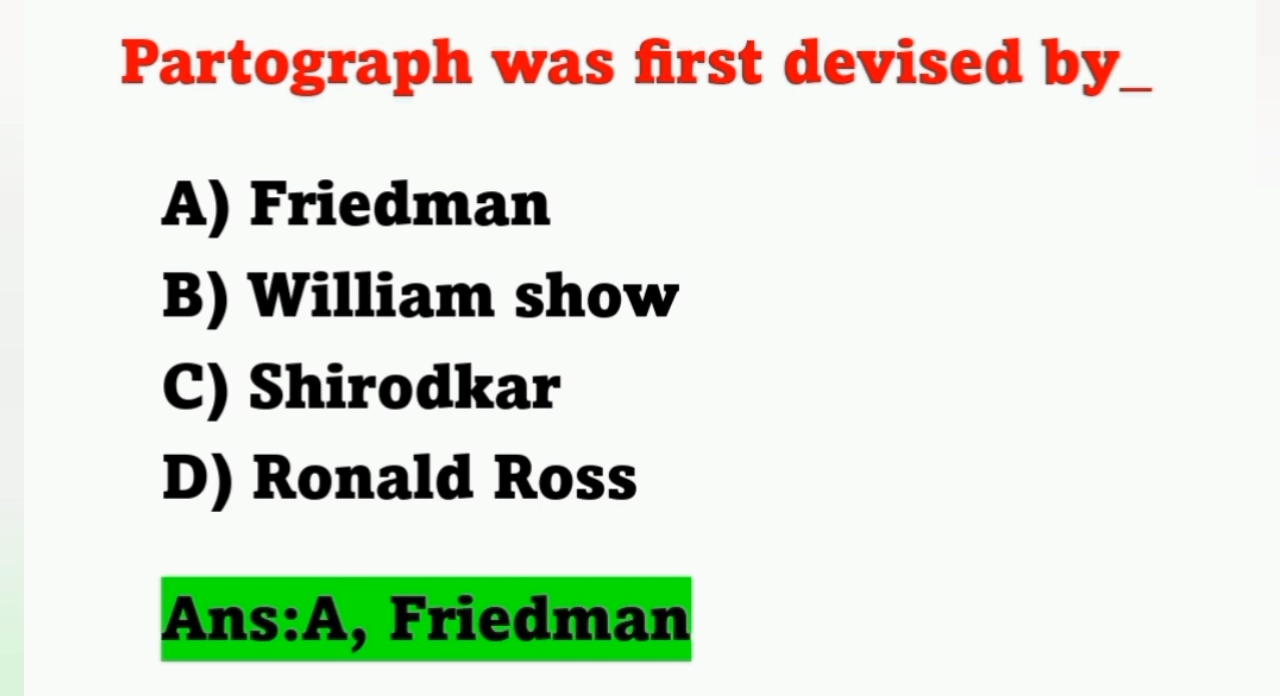 Partograph was first devised by_
A) Friedman
B) William show
C) Shirodkar
D) Ronald Ross
Ans:A, Friedman